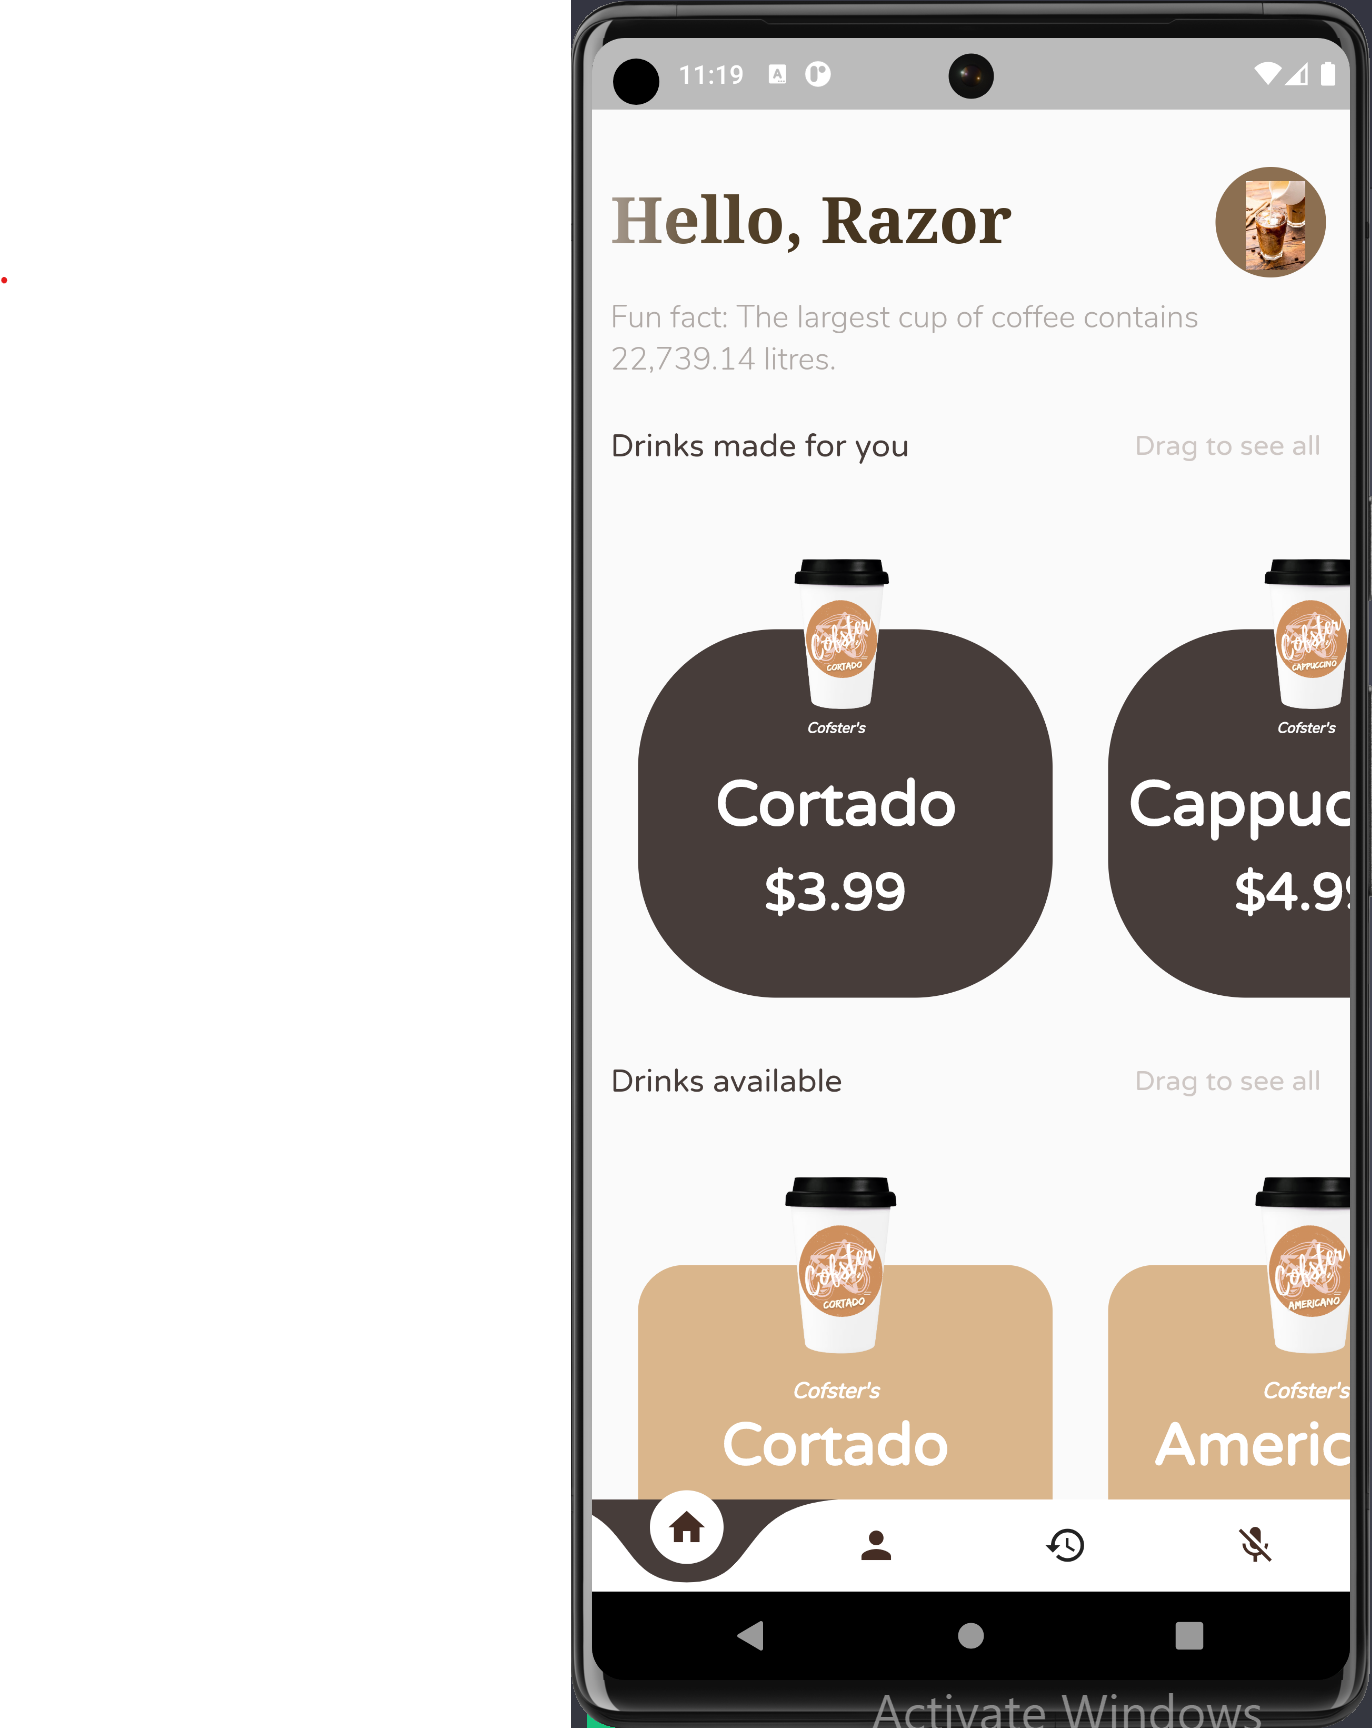 11:19
Hello, Razor
Fun fact: The largest cup of coffee contains
22,739.14 litres.
Drinks made for you
Drag to see all
Cofster
CORTADO
Cofster's
Cortado
$3.99
Cofster
CAPPUCCINO
Cofster's
Cappuc
$4.99
Drinks available
Drag to see all
Cofster
CORTADO
Cofster's
Cortado
Cofster
AMERICANO
Cofster's
Americ
Activate Windows